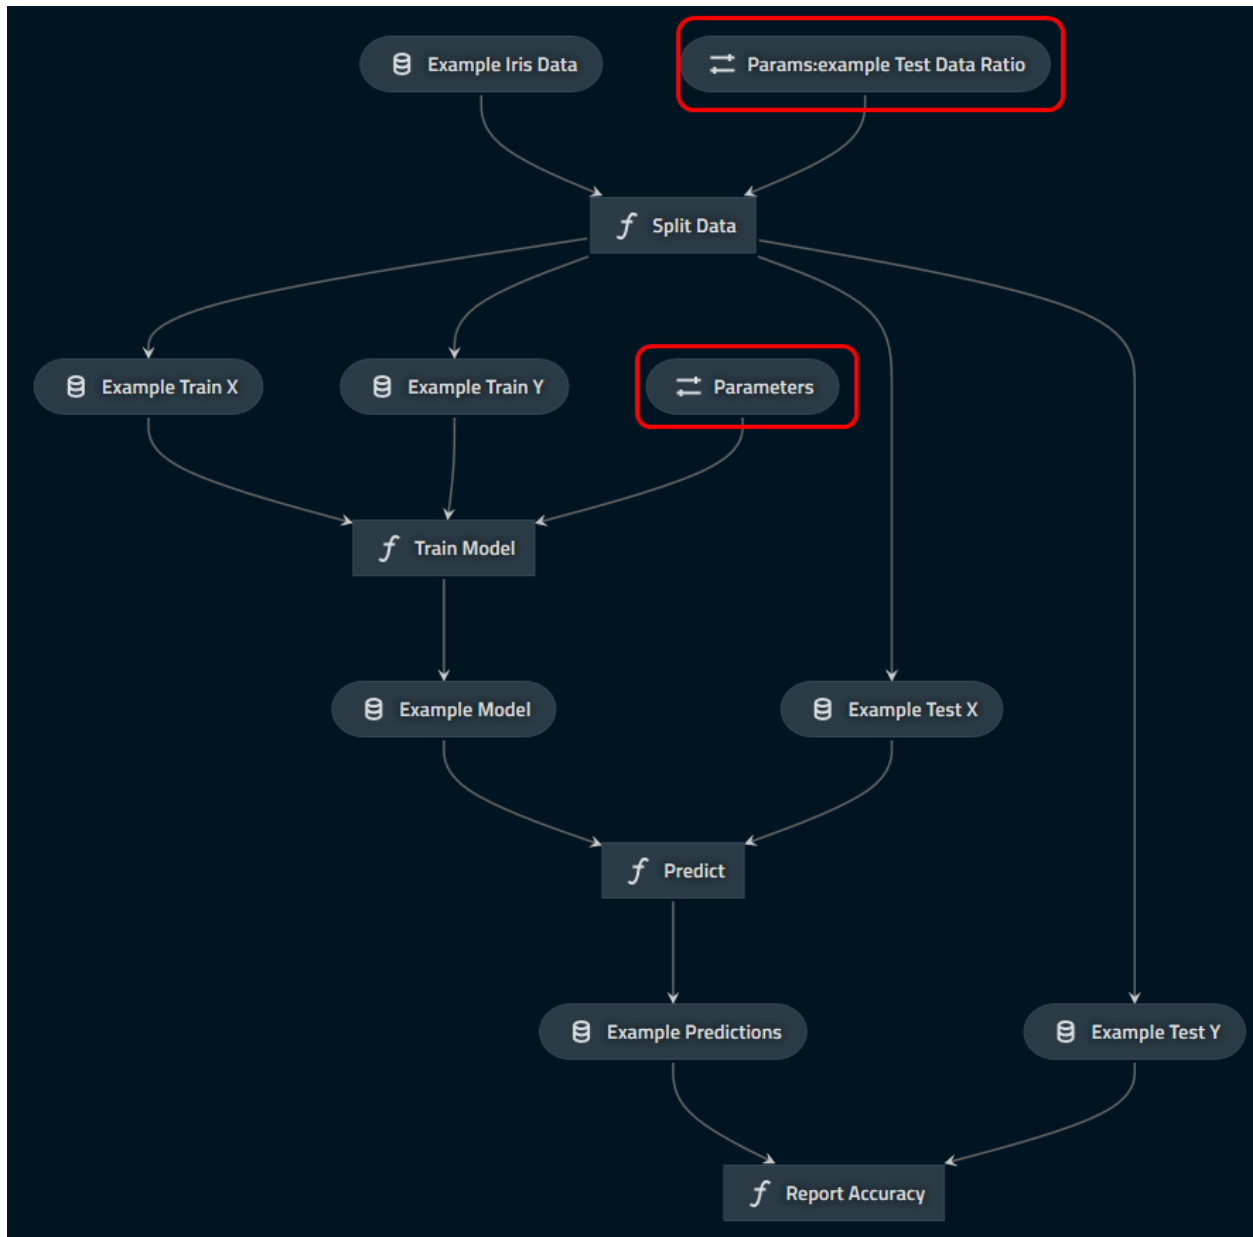 Example Iris Data
Params:example Test Data Ratio
Split Data
Example Train X
Example Train Y
Parameters
Train Model
Example Model
Example Test X
Predict
Example Predictions
Example Test Y
Report Accuracy